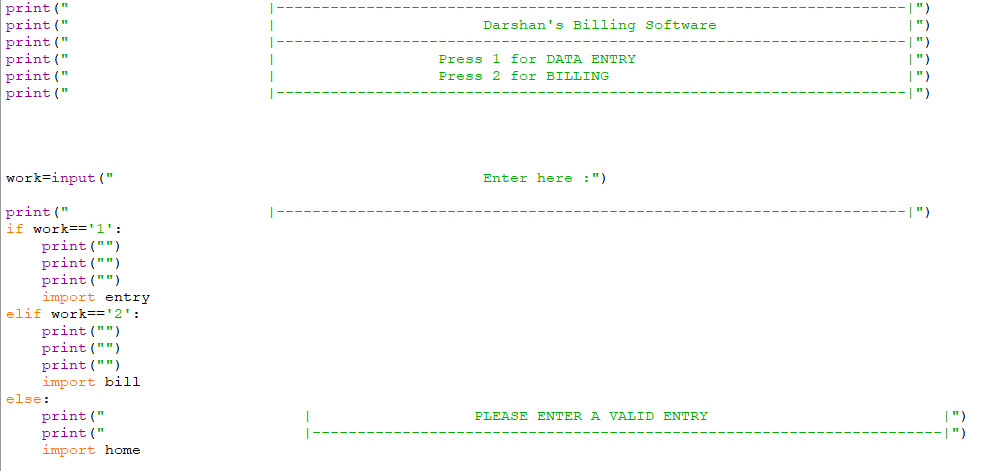 print("                      |----------------------------------------------------------------------|")
print("                      |                       Darshan's Billing Software                     |")
print("                      |----------------------------------------------------------------------|")
print("                      |                  Press 1 for DATA ENTRY                              |")
print("                      |                  Press 2 for BILLING                                 |")
print("                      |----------------------------------------------------------------------|")
work=input("                                         Enter here :")
print("                      |----------------------------------------------------------------------|")
if work=='1':
    print("")
    print("")
    print("")
    import entry
elif work=='2':
    print("")
    print("")
    print("")
    import bill
else:
    print("                      |                  PLEASE ENTER A VALID ENTRY                          |")
    print("                      |----------------------------------------------------------------------|")
    import home